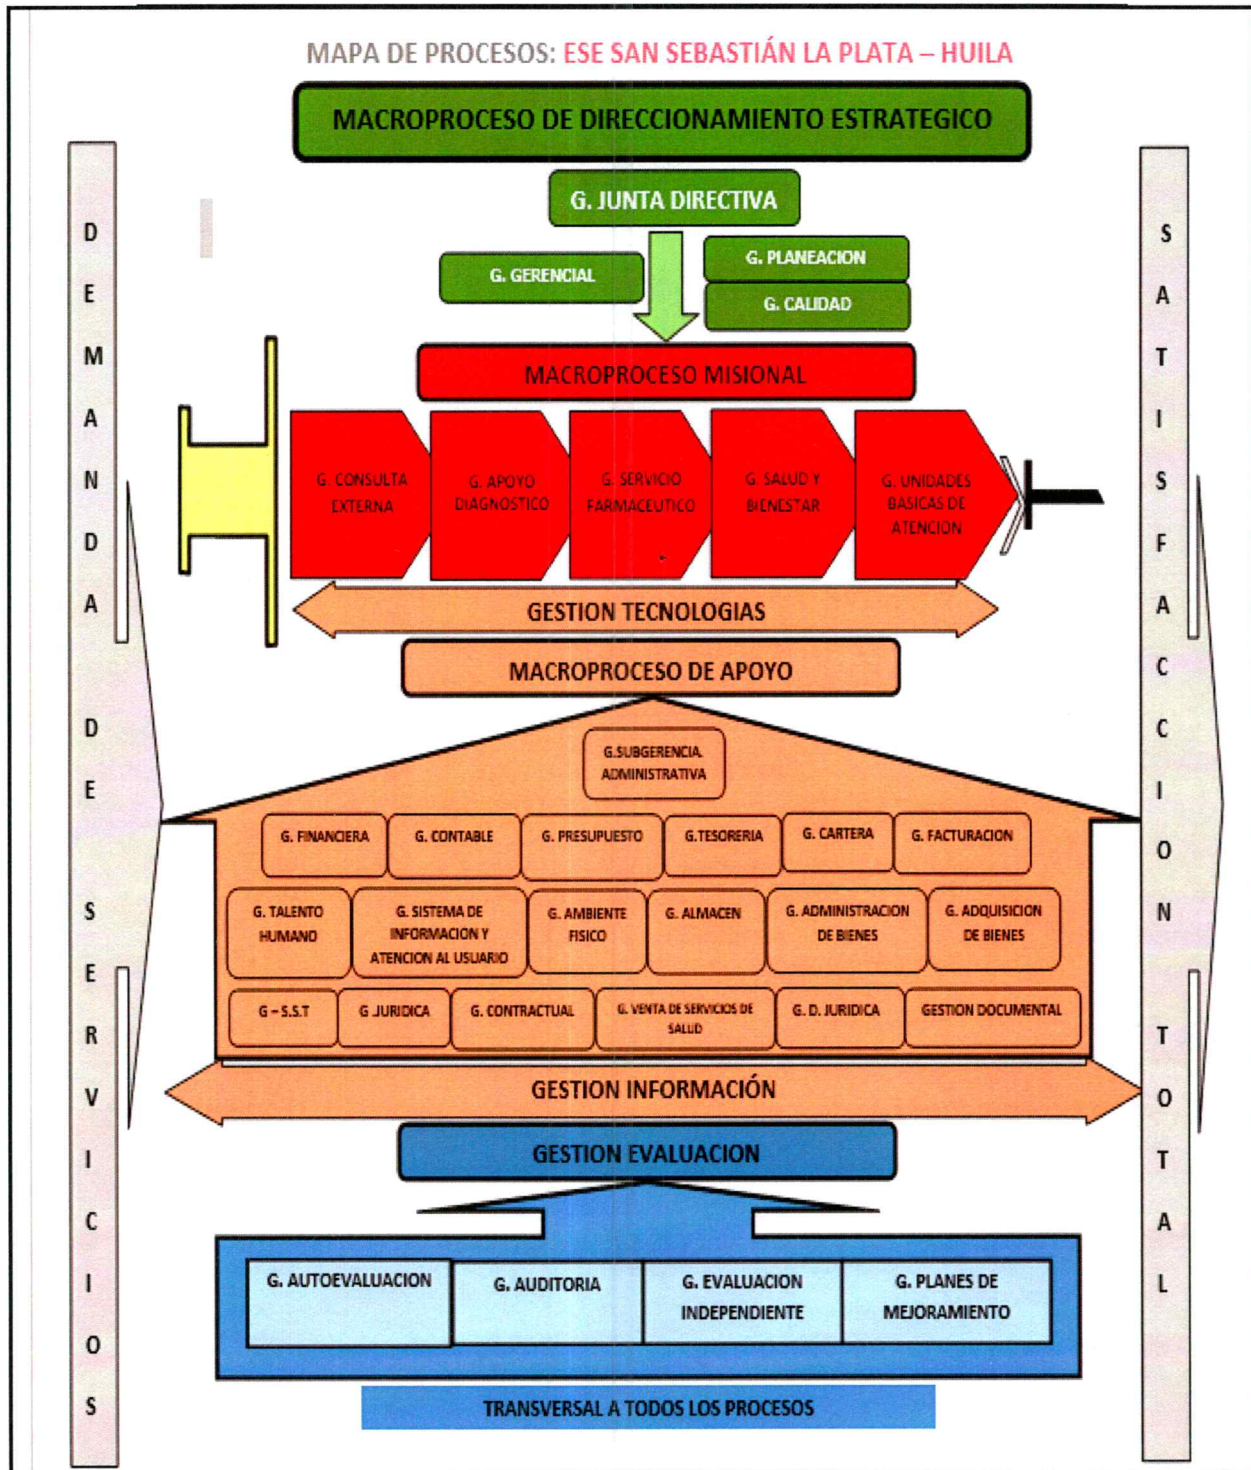 MAPA DE PROCESOS: ESE SAN SEBASTIÁN LA PLATA – HUILA
MACROPROCESO DE DIRECCIONAMIENTO ESTRATEGICO
G. JUNTA DIRECTIVA
G. GERENCIAL
G. PLANEACION
G. CALIDAD
MACROPROCESO MISIONAL
G. CONSULTA
EXTERNA
G. APOYO
DIAGNOSTICO
G. SERVICIO
FARMACEUTICO
G. SALUD Y
BIENESTAR
G. UNIDADES
BASICAS DE
ATENCION
GESTION TECNOLOGIAS
MACROPROCESO DE APOYO
G.SUBGERENCIA.
ADMINISTRATIVA
G. FINANCIERA
G. CONTABLE
G. PRESUPUESTO
G.TESORERIA
G. CARTERA
G. FACTURACION
G. TALENTO
HUMANO
G. SISTEMA DE
INFORMACION Y
ATENCION AL USUARIO
G. AMBIENTE
FISICO
G. ALMACEN
G. ADMINISTRACION
DE BIENES
G. ADQUISICION
DE BIENES
G – S.S.T
G .JURIDICA
G. CONTRACTUAL
G. VENTA DE SERVICIOS DE
SALUD
G. D. JURIDICA
GESTION DOCUMENTAL
GESTION INFORMACIÓN
GESTION EVALUACION
G. AUTOEVALUACION
G. AUDITORIA
G. EVALUACION
INDEPENDIENTE
G. PLANES DE
MEJORAMIENTO
TRANSVERSAL A TODOS LOS PROCESOS
DEMANDA DE SERVICIOS
SATISFACCION TOTAL